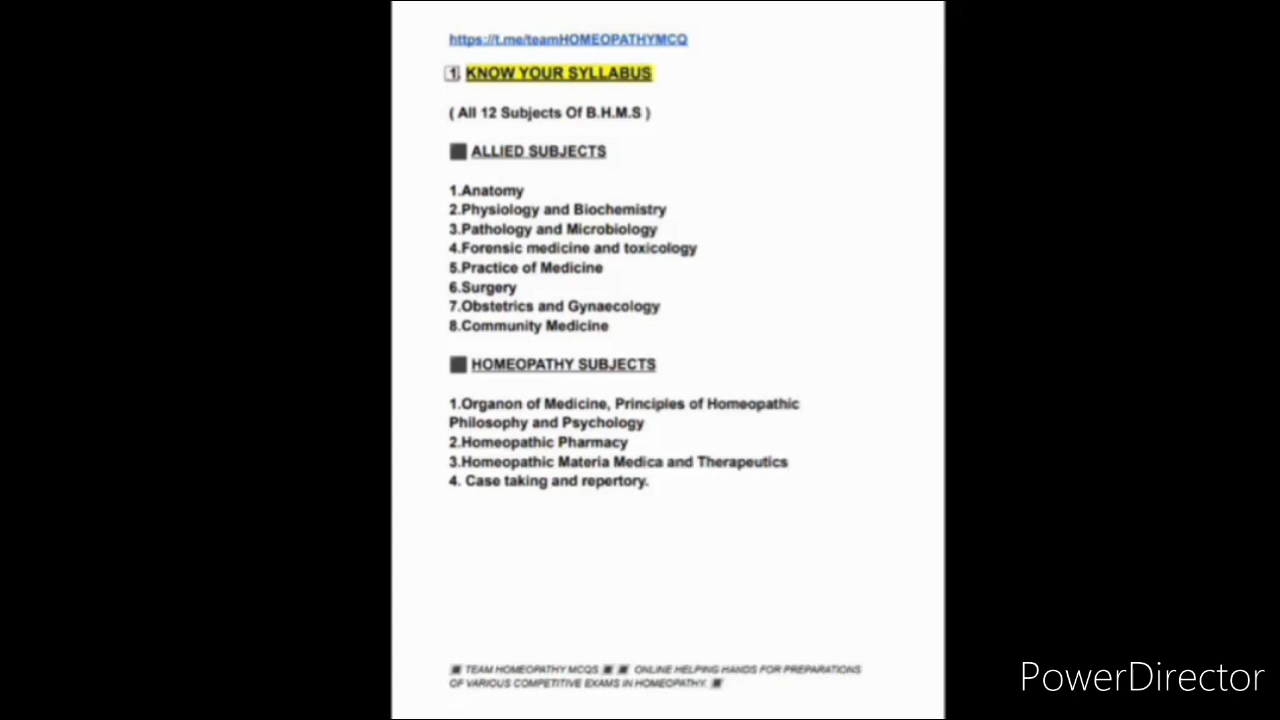 https://t.me/teamHOMEOPATHYMCQ
1. KNOW YOUR SYLLABUS
( All 12 Subjects Of B.H.M.S )
ALLIED SUBJECTS
1.Anatomy
2.Physiology and Biochemistry
3.Pathology and Microbiology
4.Forensic medicine and toxicology
5.Practice of Medicine
6.Surgery
7.Obstetrics and Gynaecology
8.Community Medicine
HOMEOPATHY SUBJECTS
1.Organon of Medicine, Principles of Homeopathic
Philosophy and Psychology
2.Homeopathic Pharmacy
3.Homeopathic Materia Medica and Therapeutics
4. Case taking and repertory.
TEAM HOMEOPATHY MCQS ONLINE HELPING HANDS FOR PREPARATIONS
OF VARIOUS COMPETITIVE EXAMS IN HOMEOPATHY.
PowerDirector